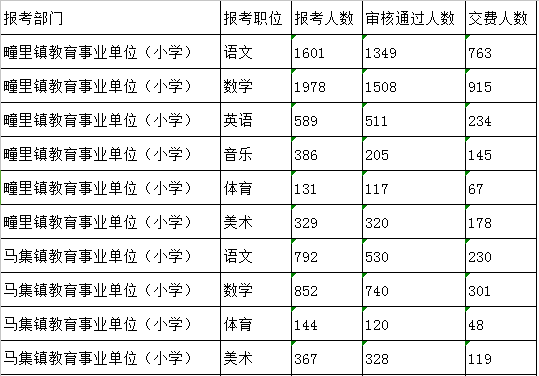 报考部门 报考职位 报考人数 审核通过人数 交费人数
疃里镇教育事业单位（小学） 语文 1601 1349 763
疃里镇教育事业单位（小学） 数学 1978 1508 915
疃里镇教育事业单位（小学） 英语 589 511 234
疃里镇教育事业单位（小学） 音乐 386 205 145
疃里镇教育事业单位（小学） 体育 131 117 67
疃里镇教育事业单位（小学） 美术 329 320 178
马集镇教育事业单位（小学） 语文 792 530 230
马集镇教育事业单位（小学） 数学 852 740 301
马集镇教育事业单位（小学） 体育 144 120 48
马集镇教育事业单位（小学） 美术 367 328 119